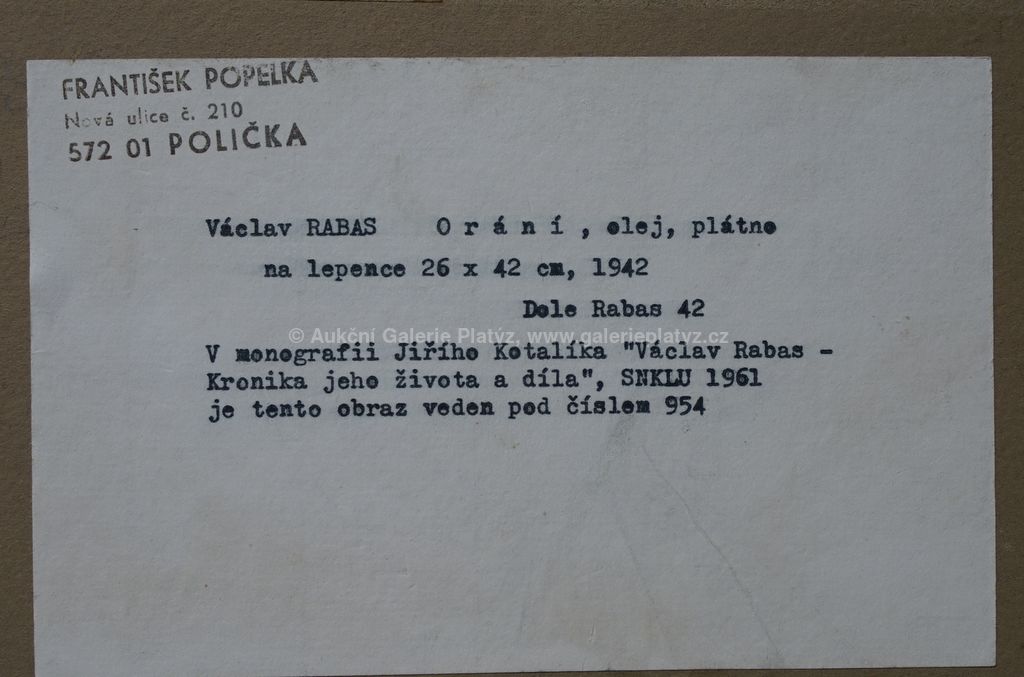 FRANTIŠEK POPELKA
Nová ulice č. 210
572 01 POLIČKA
Václav RABAS O r á n í , olej, plátno
na lepence 26 x 42 cm, 1942
Dole Rabas 42
© Aukční Galerie Platýz, www.galerieplatyz.cz
V monografii Jiřího Kotalíka "Václav Rabas -
Kronika jeho života a díla", SNKLU 1961
je tento obraz veden pod číslem 954